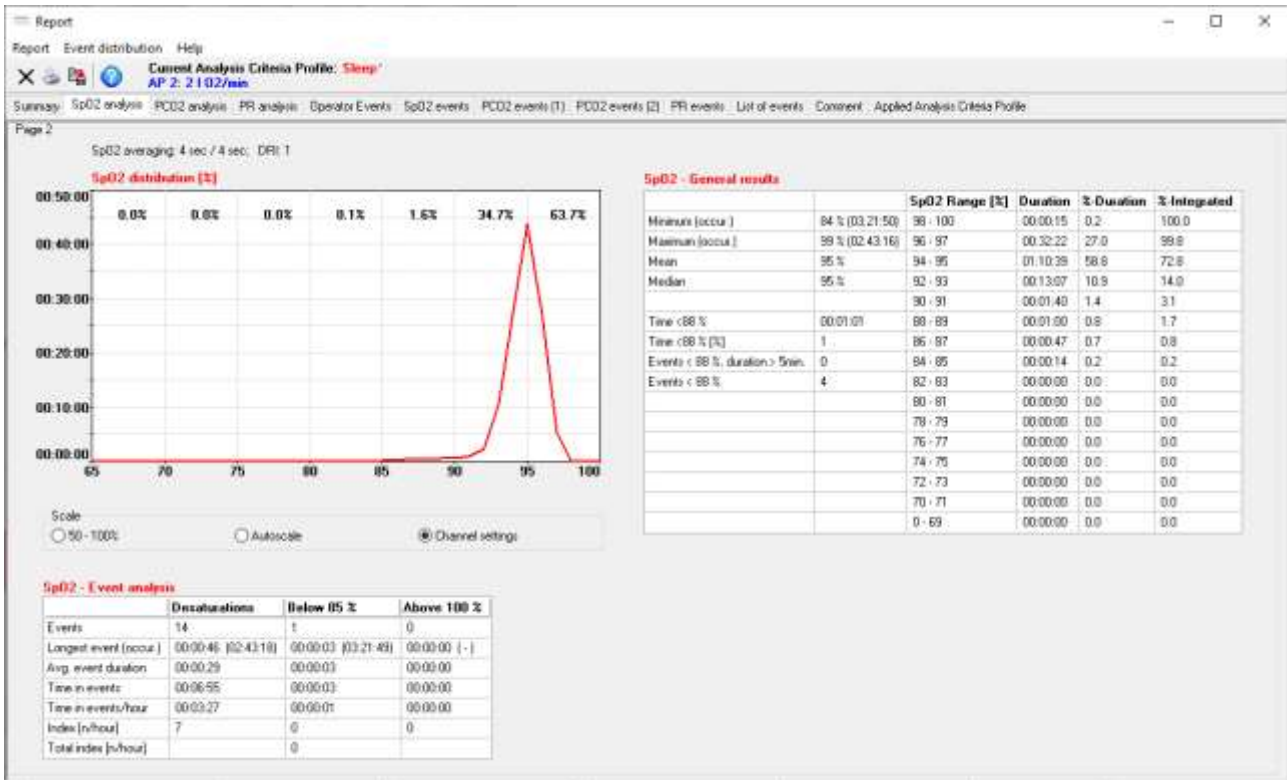 Report
Report Event distribution Help
Current Analysis Criteria Profile: Sleep*
AP 2: 2 l O2/min
Summary SpO2 analysis PCO2 analysis PR analysis Operator Events SpO2 events PCO2 events (1) PCO2 events (2) PR events List of events Comment Applied Analysis Criteria Profile
Page 2
SpO2 averaging: 4 sec / 4 sec; DRI: 1
SpO2 distribution [%]
00:50:00
0.0% 0.0% 0.0% 0.1% 1.6% 34.7% 63.7%
00:40:00
00:30:00
00:20:00
00:10:00
00:00:00
65 70 75 80 85 90 95 100
Scale
50 - 100% Autoscale Channel settings
SpO2 - General results
SpO2 Range [%] Duration %-Duration %-Integrated
Minimum (occur.) 84 % (03:21:50) 98 - 100 00:00:15 0.2 100.0
Maximum (occur.) 99 % (02:43:16) 96 - 97 00:32:22 27.0 99.8
Mean 95 % 94 - 95 01:10:39 58.8 72.8
Median 95 % 92 - 93 00:13:07 10.9 14.0
90 - 91 00:01:40 1.4 3.1
Time <88 % 00:01:01 88 - 89 00:01:00 0.8 1.7
Time <88 % [%] 1 86 - 87 00:00:47 0.7 0.8
Events < 88 %, duration > 5min. 0 84 - 85 00:00:14 0.2 0.2
Events < 88 % 4 82 - 83 00:00:00 0.0 0.0
80 - 81 00:00:00 0.0 0.0
78 - 79 00:00:00 0.0 0.0
76 - 77 00:00:00 0.0 0.0
74 - 75 00:00:00 0.0 0.0
72 - 73 00:00:00 0.0 0.0
70 - 71 00:00:00 0.0 0.0
0 - 69 00:00:00 0.0 0.0
SpO2 - Event analysis
Desaturations Below 85 % Above 100 %
Events 14 1 0
Longest event (occur.) 00:00:46 (02:43:18) 00:00:03 (03:21:49) 00:00:00 ( - )
Avg. event duration 00:00:29 00:00:03 00:00:00
Time in events 00:06:55 00:00:03 00:00:00
Time in events/hour 00:03:27 00:00:01 00:00:00
Index [n/hour] 7 0 0
Total index [n/hour] 0